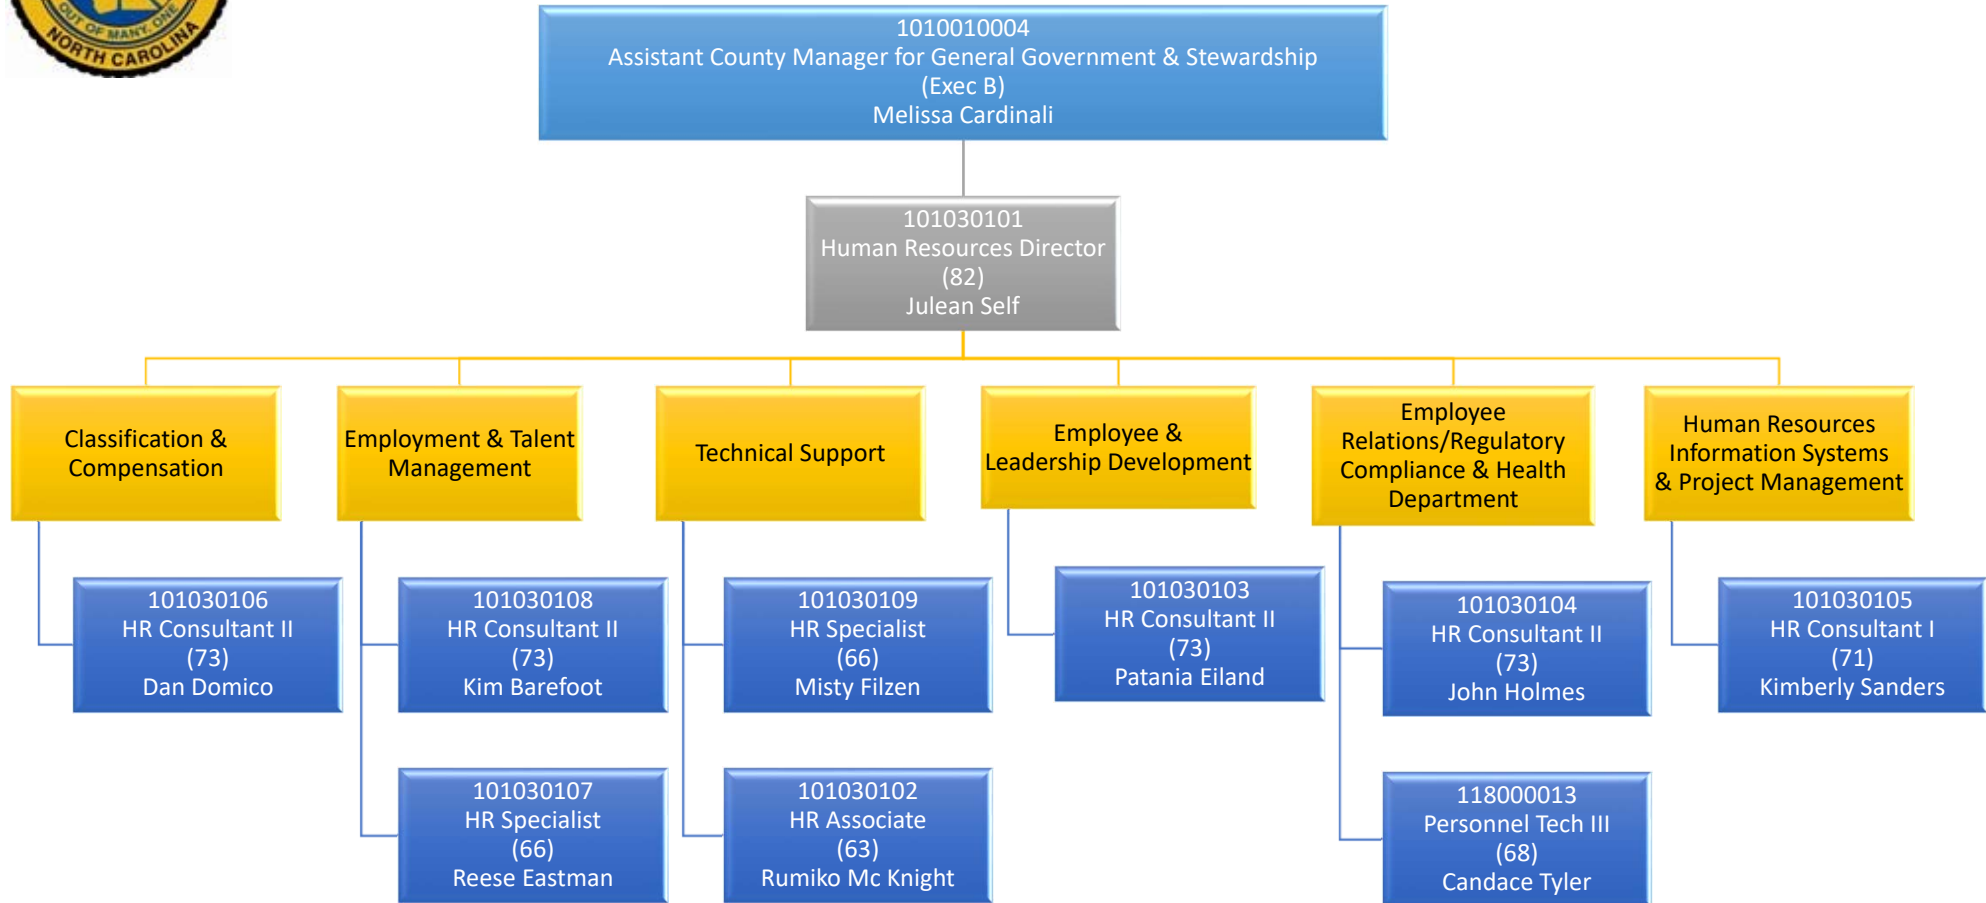 OUT OF MANY, ONE
NORTH CAROLINA
1010010004
Assistant County Manager for General Government & Stewardship
(Exec B)
Melissa Cardinali
101030101
Human Resources Director
(82)
Julean Self
Classification &
Compensation
Employment & Talent
Management
Technical Support
Employee &
Leadership Development
Employee
Relations/Regulatory
Compliance & Health
Department
Human Resources
Information Systems
& Project Management
101030106
HR Consultant II
(73)
Dan Domico
101030108
HR Consultant II
(73)
Kim Barefoot
101030109
HR Specialist
(66)
Misty Filzen
101030103
HR Consultant II
(73)
Patania Eiland
101030104
HR Consultant II
(73)
John Holmes
101030105
HR Consultant I
(71)
Kimberly Sanders
101030107
HR Specialist
(66)
Reese Eastman
101030102
HR Associate
(63)
Rumiko Mc Knight
118000013
Personnel Tech III
(68)
Candace Tyler